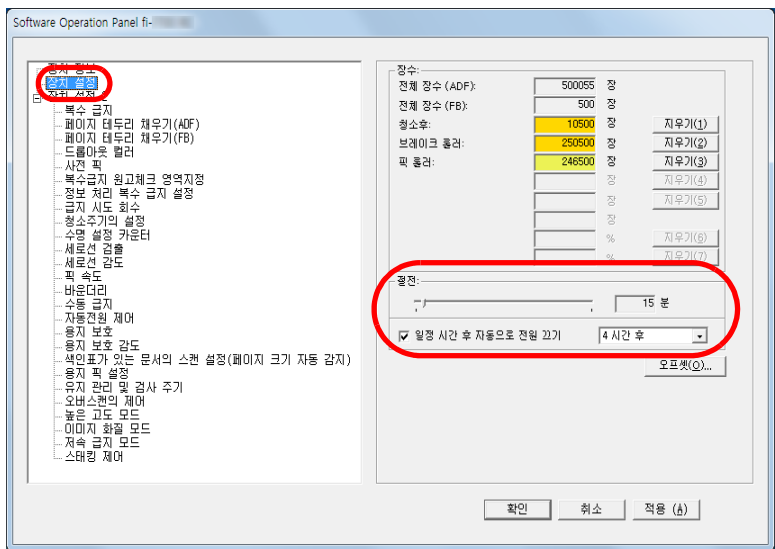 Software Operation Panel fi-
장치 정보
장치 설정
장치 설정 2
복수 급지
페이지 테두리 채우기(ADF)
페이지 테두리 채우기(FB)
드롭아웃 컬러
사전 픽
복수급지 원고체크 영역지정
정보 처리 복수 급지 설정
급지 시도 회수
청소주기의 설정
수명 설정 카운터
세로선 검출
세로선 감도
픽 속도
바운더리
수동 급지
자동전원 제어
용지 보호
용지 보호 감도
색인표가 있는 문서의 스캔 설정(페이지 크기 자동 감지)
용지 픽 설정
유지 관리 및 검사 주기
오버스캔의 제어
높은 고도 모드
이미지 화질 모드
저속 급지 모드
스태킹 제어
장수:
전체 장수 (ADF): 500055 장
전체 장수 (FB): 500 장
청소후: 10500 장 지우기(1)
브레이크 롤러: 250500 장 지우기(2)
픽 롤러: 246500 장 지우기(3)
장 지우기(4)
장 지우기(5)
장
% 지우기(6)
% 지우기(7)
절전:
15 분
일정 시간 후 자동으로 전원 끄기 4 시간 후
오프셋(O)...
확인 취소 적용 (A)